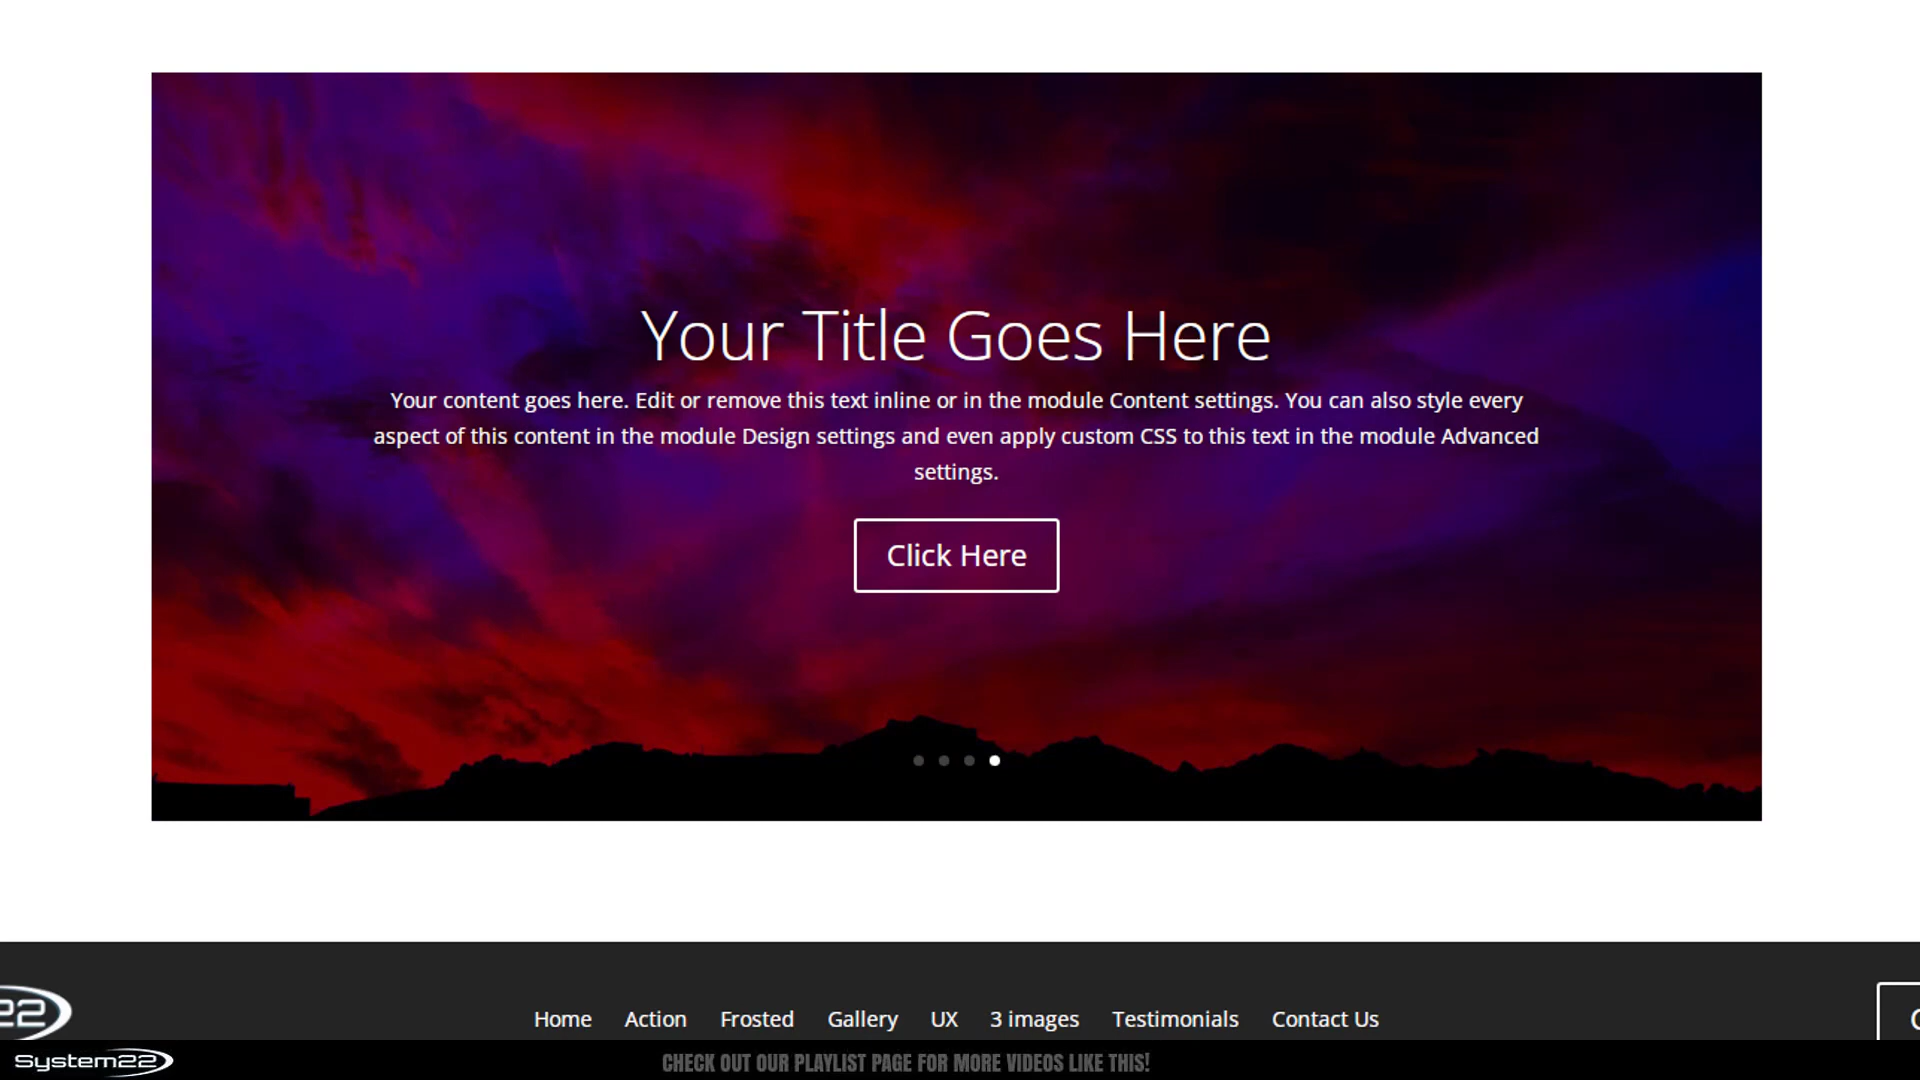 Your Title Goes Here
Your content goes here. Edit or remove this text inline or in the module Content settings. You can also style every
aspect of this content in the module Design settings and even apply custom CSS to this text in the module Advanced
settings.
Click Here
22
Home Action Frosted Gallery UX 3 images Testimonials Contact Us
System22
CHECK OUT OUR PLAYLIST PAGE FOR MORE VIDEOS LIKE THIS!